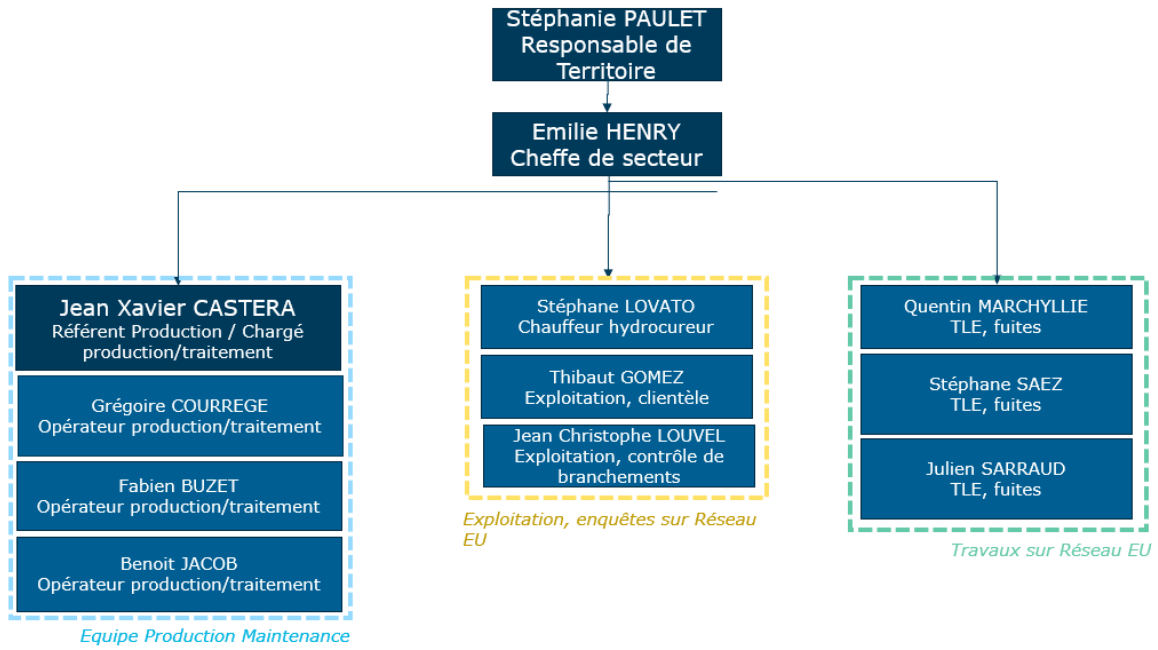 Stéphanie PAULET
Responsable de
Territoire
Emilie HENRY
Cheffe de secteur
Jean Xavier CASTERA
Référent Production / Chargé
production/traitement
Grégoire COURREGE
Opérateur production/traitement
Fabien BUZET
Opérateur production/traitement
Benoit JACOB
Opérateur production/traitement
Equipe Production Maintenance
Stéphane LOVATO
Chauffeur hydrocureur
Thibaut GOMEZ
Exploitation, clientèle
Jean Christophe LOUVEL
Exploitation, contrôle de
branchements
Exploitation, enquêtes sur Réseau
EU
Quentin MARCHYLLIE
TLE, fuites
Stéphane SAEZ
TLE, fuites
Julien SARRAUD
TLE, fuites
Travaux sur Réseau EU